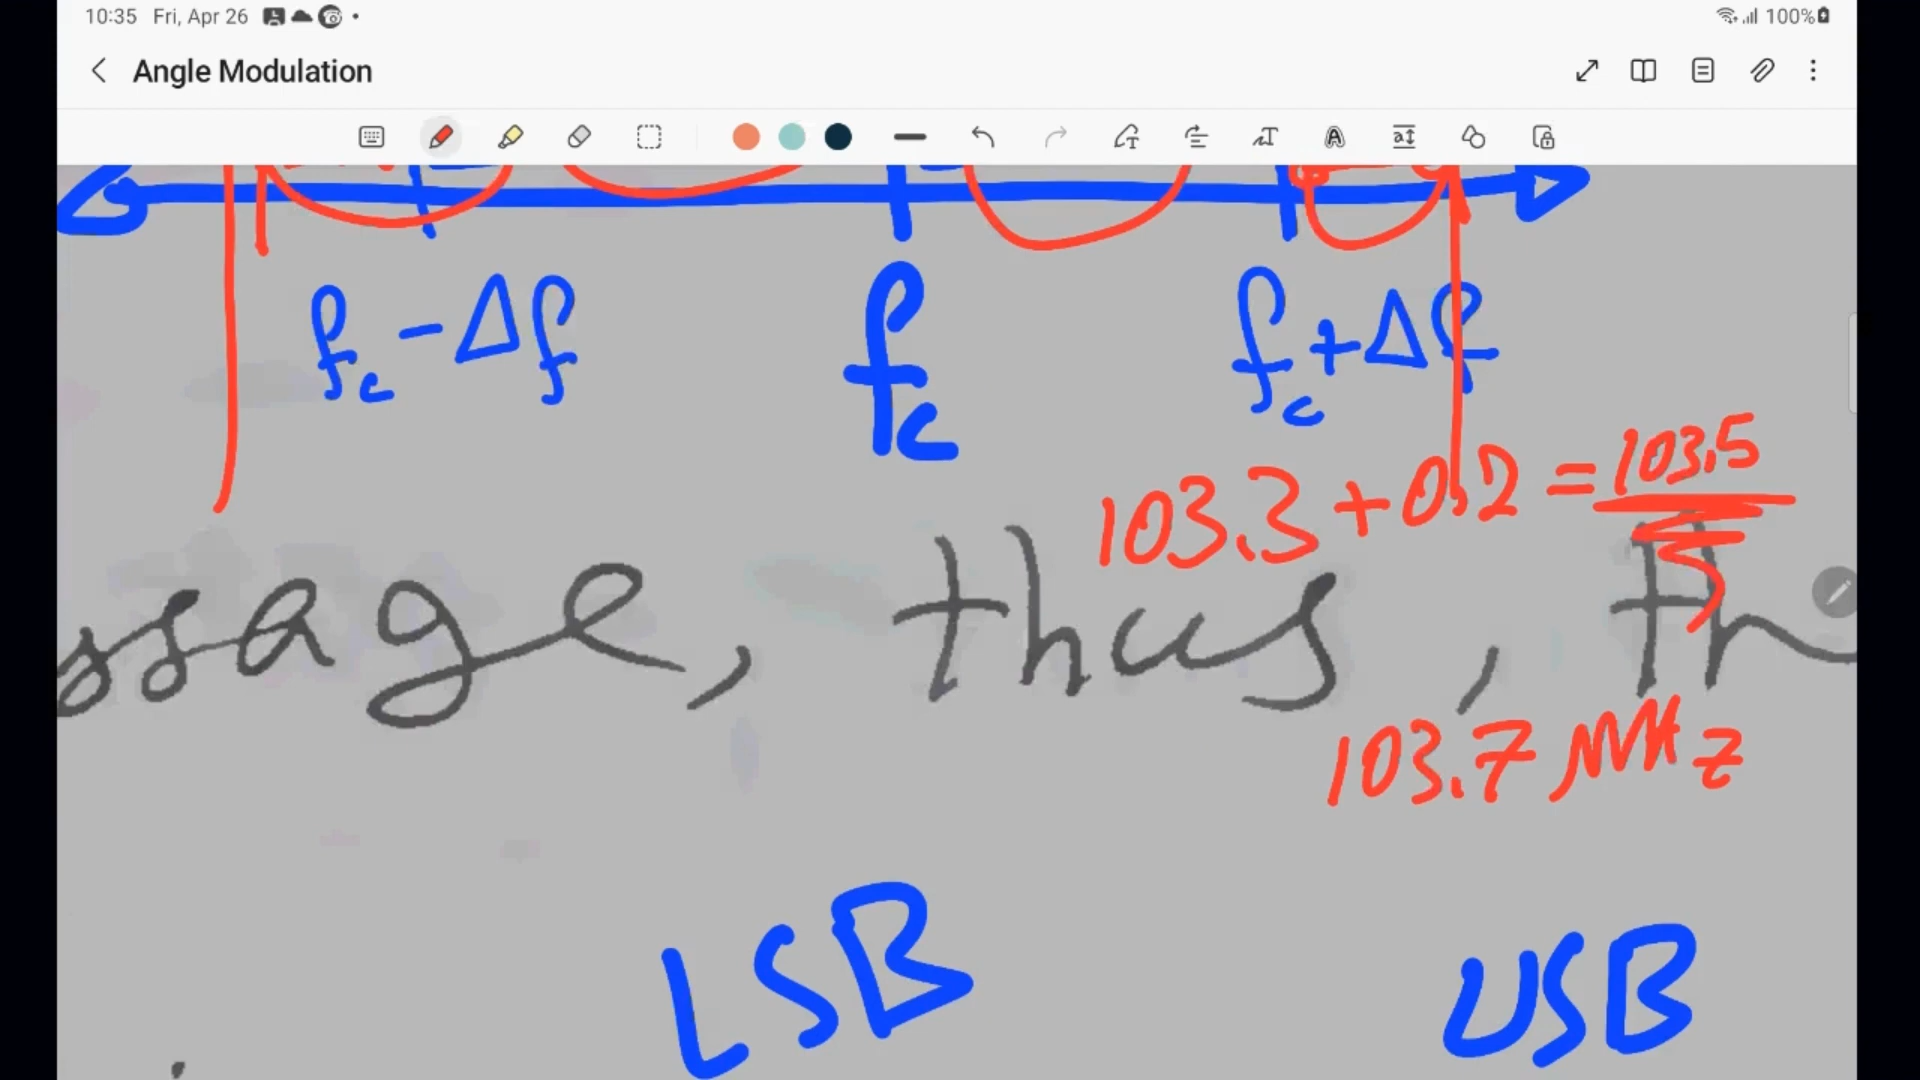 10:35 Fri, Apr 26
100%
Angle Modulation
fc - Δf fc fc + Δf
103.3 + 0.2 = 103.5
ssage, thus, th
103.7 MHz
LSB USB